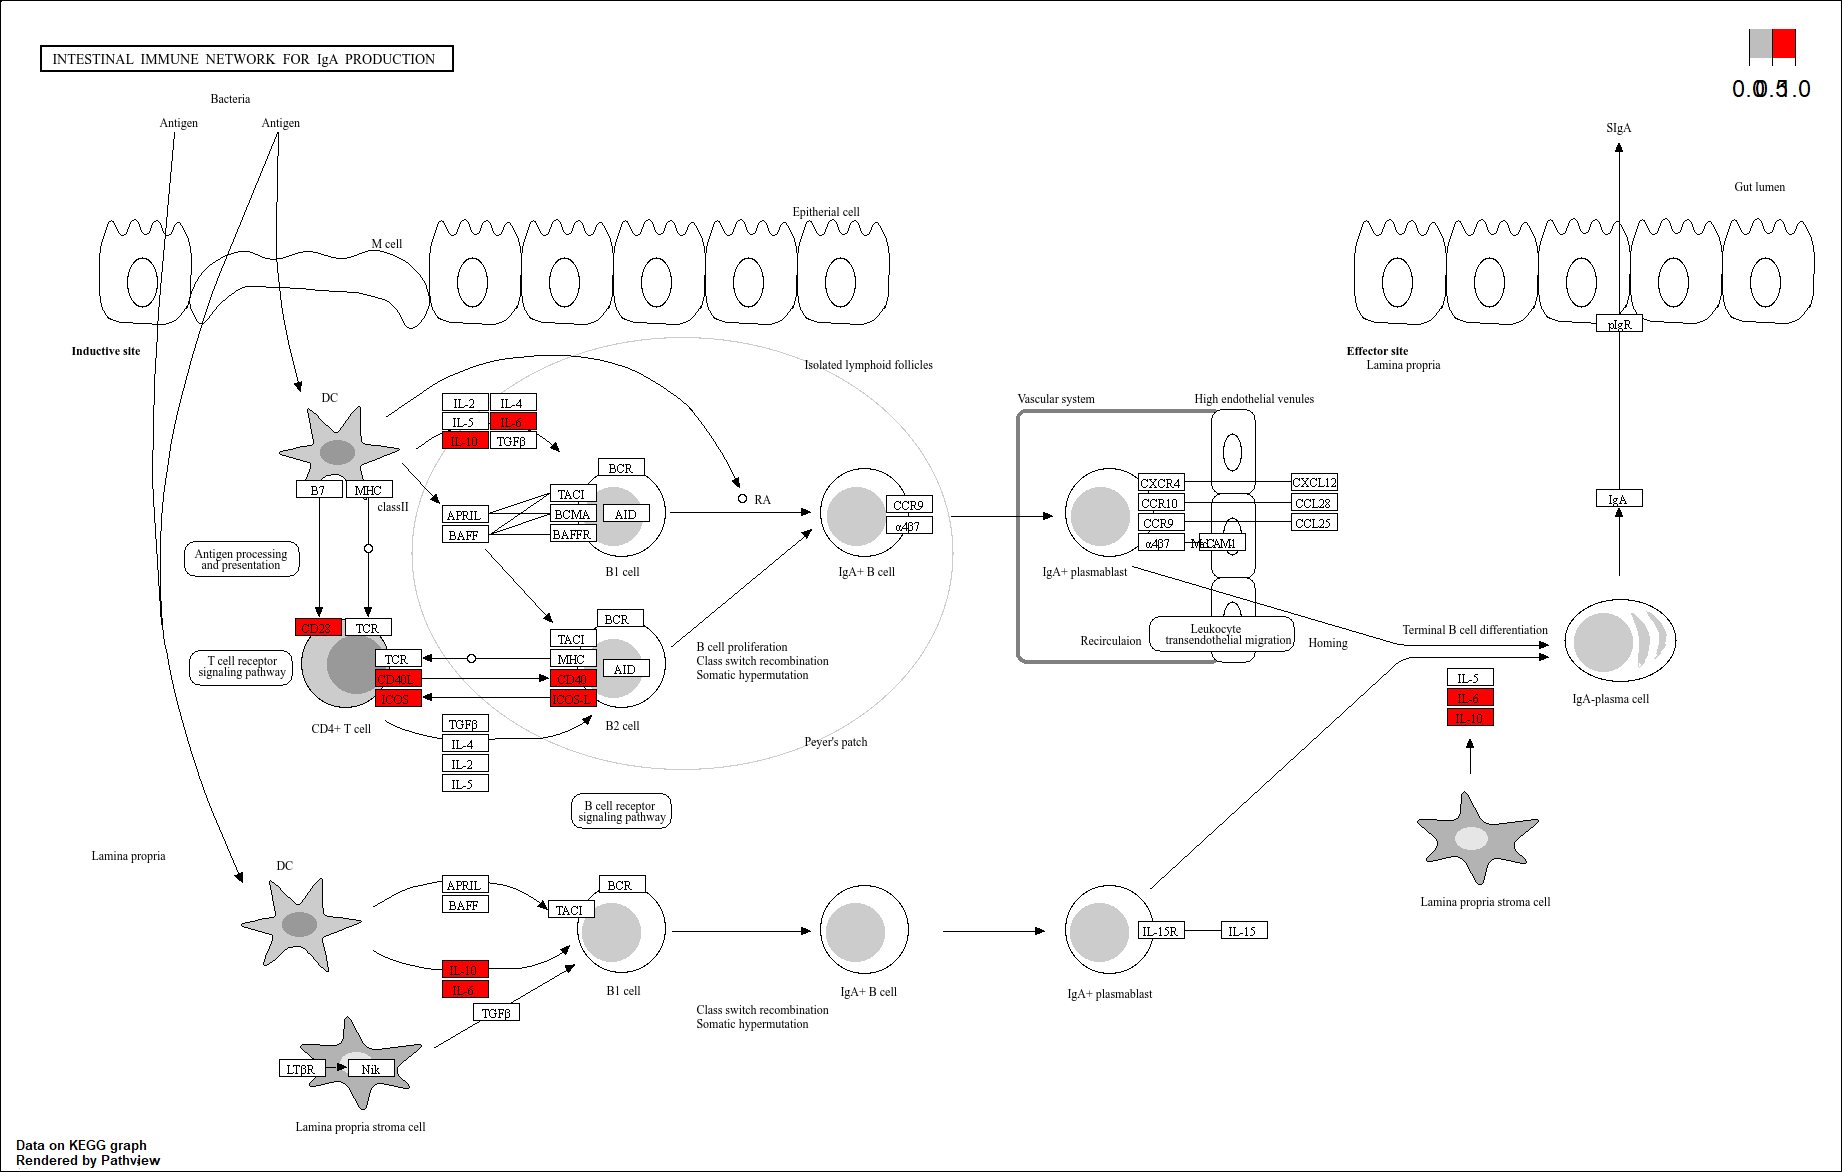 INTESTINAL IMMUNE NETWORK FOR IgA PRODUCTION
0.0 0.5 1.0
Bacteria
Antigen
Antigen
SIgA
Gut lumen
Epitherial cell
M cell
pIgR
Inductive site
Effector site
Lamina propria
Isolated lymphoid follicles
DC
Vascular system
High endothelial venules
IL-2
IL-4
IL-5
IL-6
IL-10
TGFβ
BCR
B7
MHC
classII
APRIL
BAFF
TACI
BCMA
BAFFR
AID
RA
CCR9
α4β7
CXCR4
CCR10
CCR9
α4β7
CXCL12
CCL28
CCL25
IgA
Antigen processing
and presentation
B1 cell
IgA+ B cell
IgA+ plasmablast
CD28
TCR
BCR
TACI
TCR
MHC
AID
CD40L
CD40
ICOS
ICOS-L
T cell receptor
signaling pathway
B cell proliferation
Class switch recombination
Somatic hypermutation
Recirculaion
Leukocyte
transendothelial migration
Homing
Terminal B cell differentiation
IL-5
IL-6
IL-10
IgA-plasma cell
CD4+ T cell
B2 cell
TGFβ
IL-4
IL-2
IL-5
Peyer's patch
B cell receptor
signaling pathway
Lamina propria
DC
APRIL
BAFF
BCR
TACI
IL-15R
IL-15
Lamina propria stroma cell
IL-10
IL-6
TGFβ
B1 cell
IgA+ B cell
IgA+ plasmablast
Class switch recombination
Somatic hypermutation
LTβR
Nik
Lamina propria stroma cell
Data on KEGG graph
Rendered by Pathview